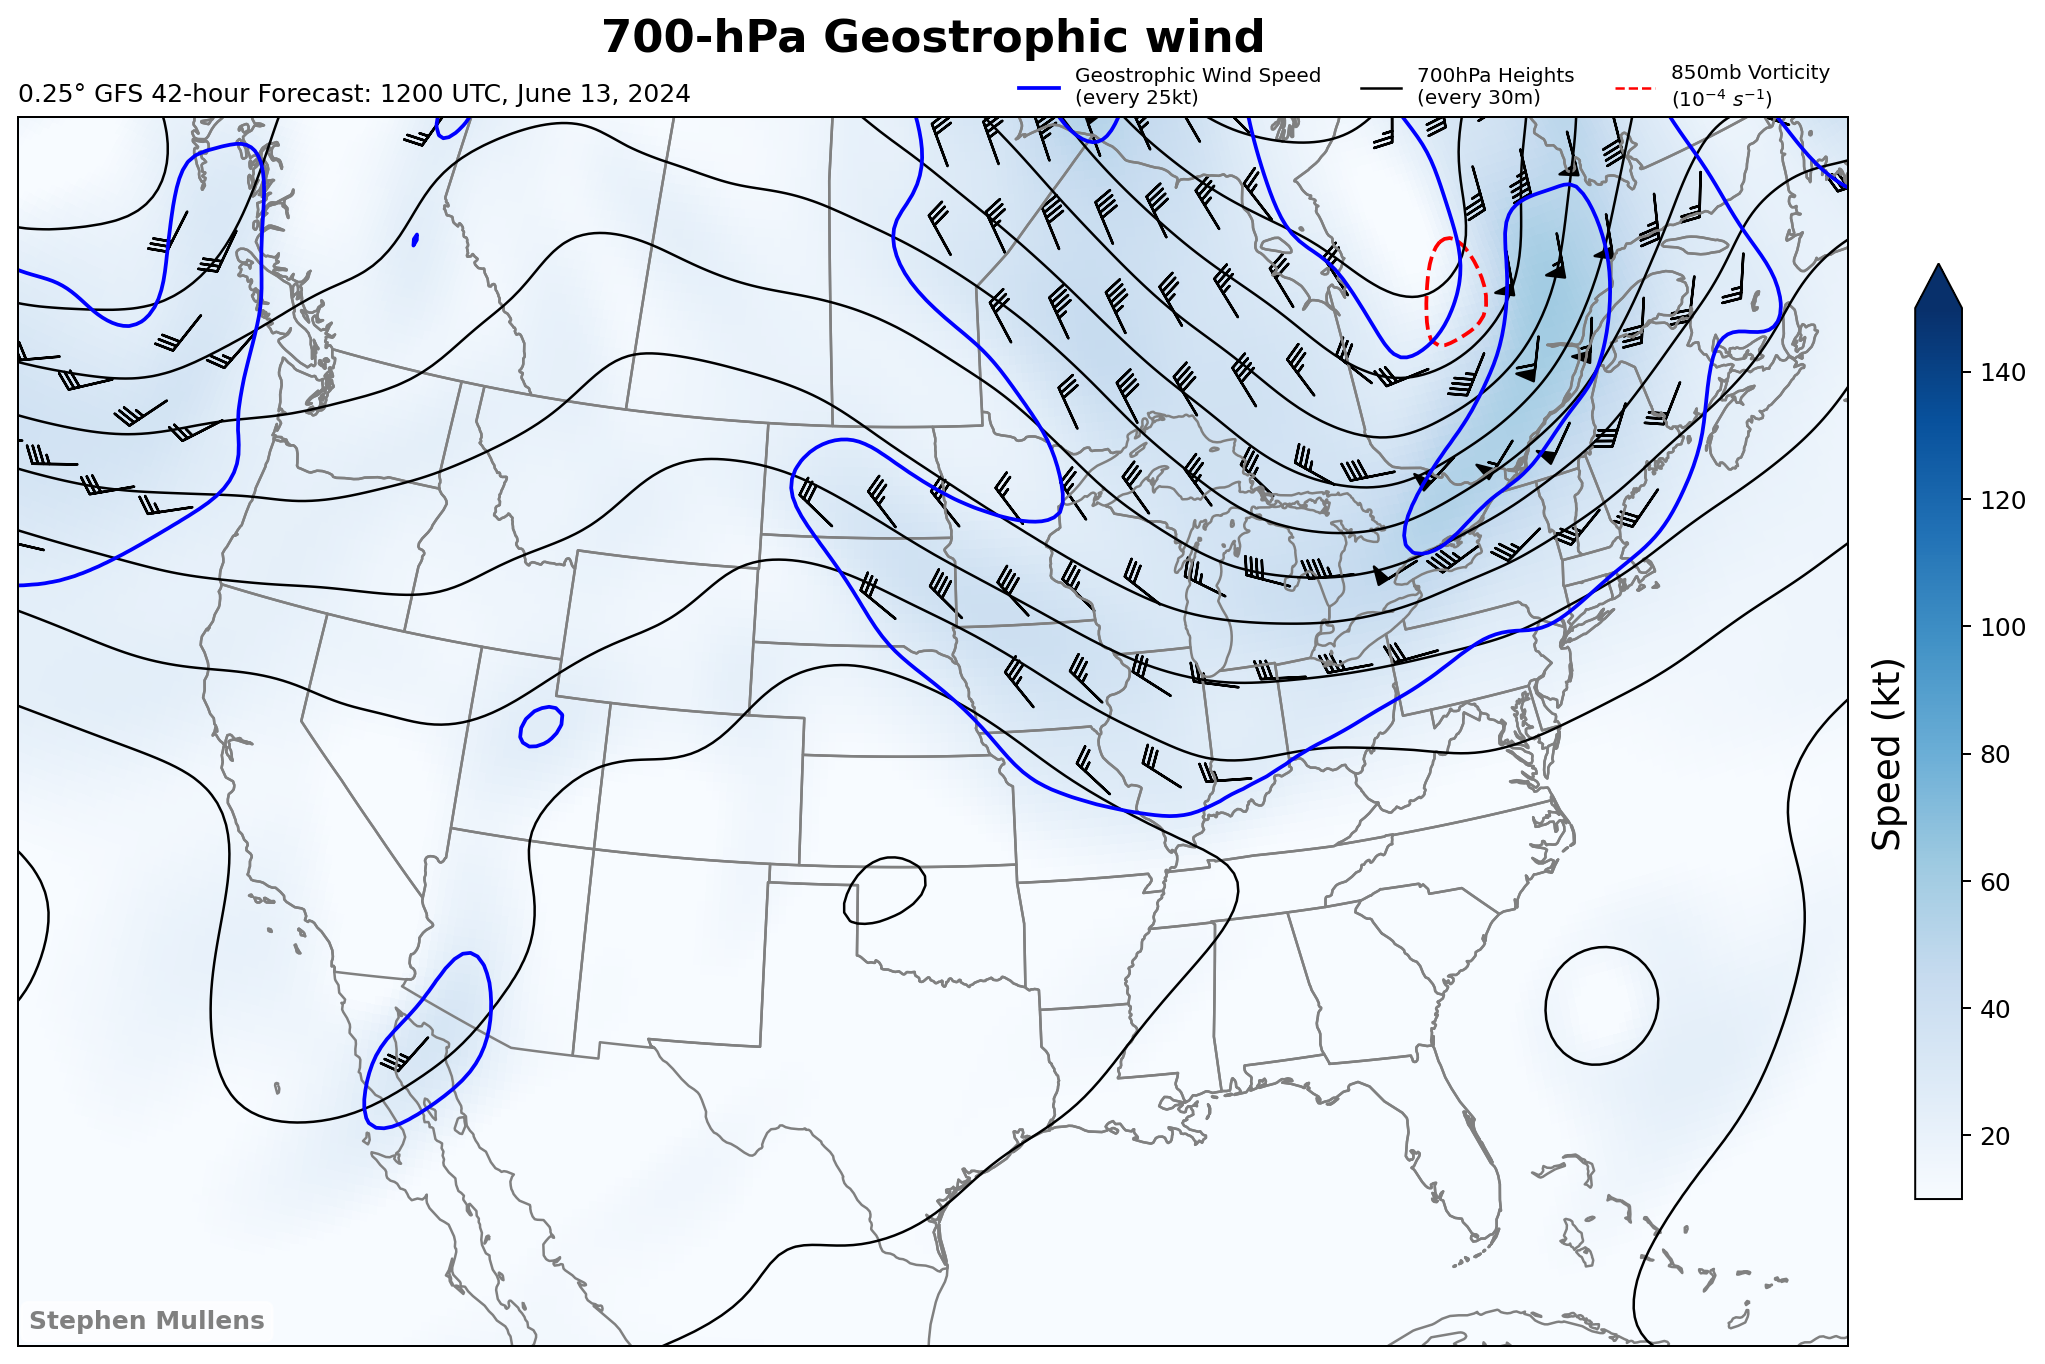 700-hPa Geostrophic wind
0.25° GFS 42-hour Forecast: 1200 UTC, June 13, 2024
Geostrophic Wind Speed
(every 25kt)
700hPa Heights
(every 30m)
850mb Vorticity
(10⁻⁴ s⁻¹)
140
120
100
80
60
40
20
Speed (kt)
Stephen Mullens